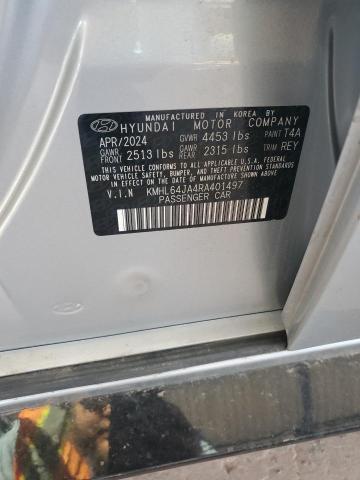 MANUFACTURED IN KOREA BY
HYUNDAI MOTOR COMPANY
APR/2024 GVWR 4453 lbs PAINT T4A
GAWR FRONT 2513 lbs GAWR REAR 2315 lbs TRIM REY
THIS VEHICLE CONFORMS TO ALL APPLICABLE U.S.A. FEDERAL
MOTOR VEHICLE SAFETY, BUMPER, AND THEFT PREVENTION STANDARDS
IN EFFECT ON THE DATE OF MANUFACTURE SHOWN ABOVE.
V.I.N KMHL64JA4RA401497
PASSENGER CAR